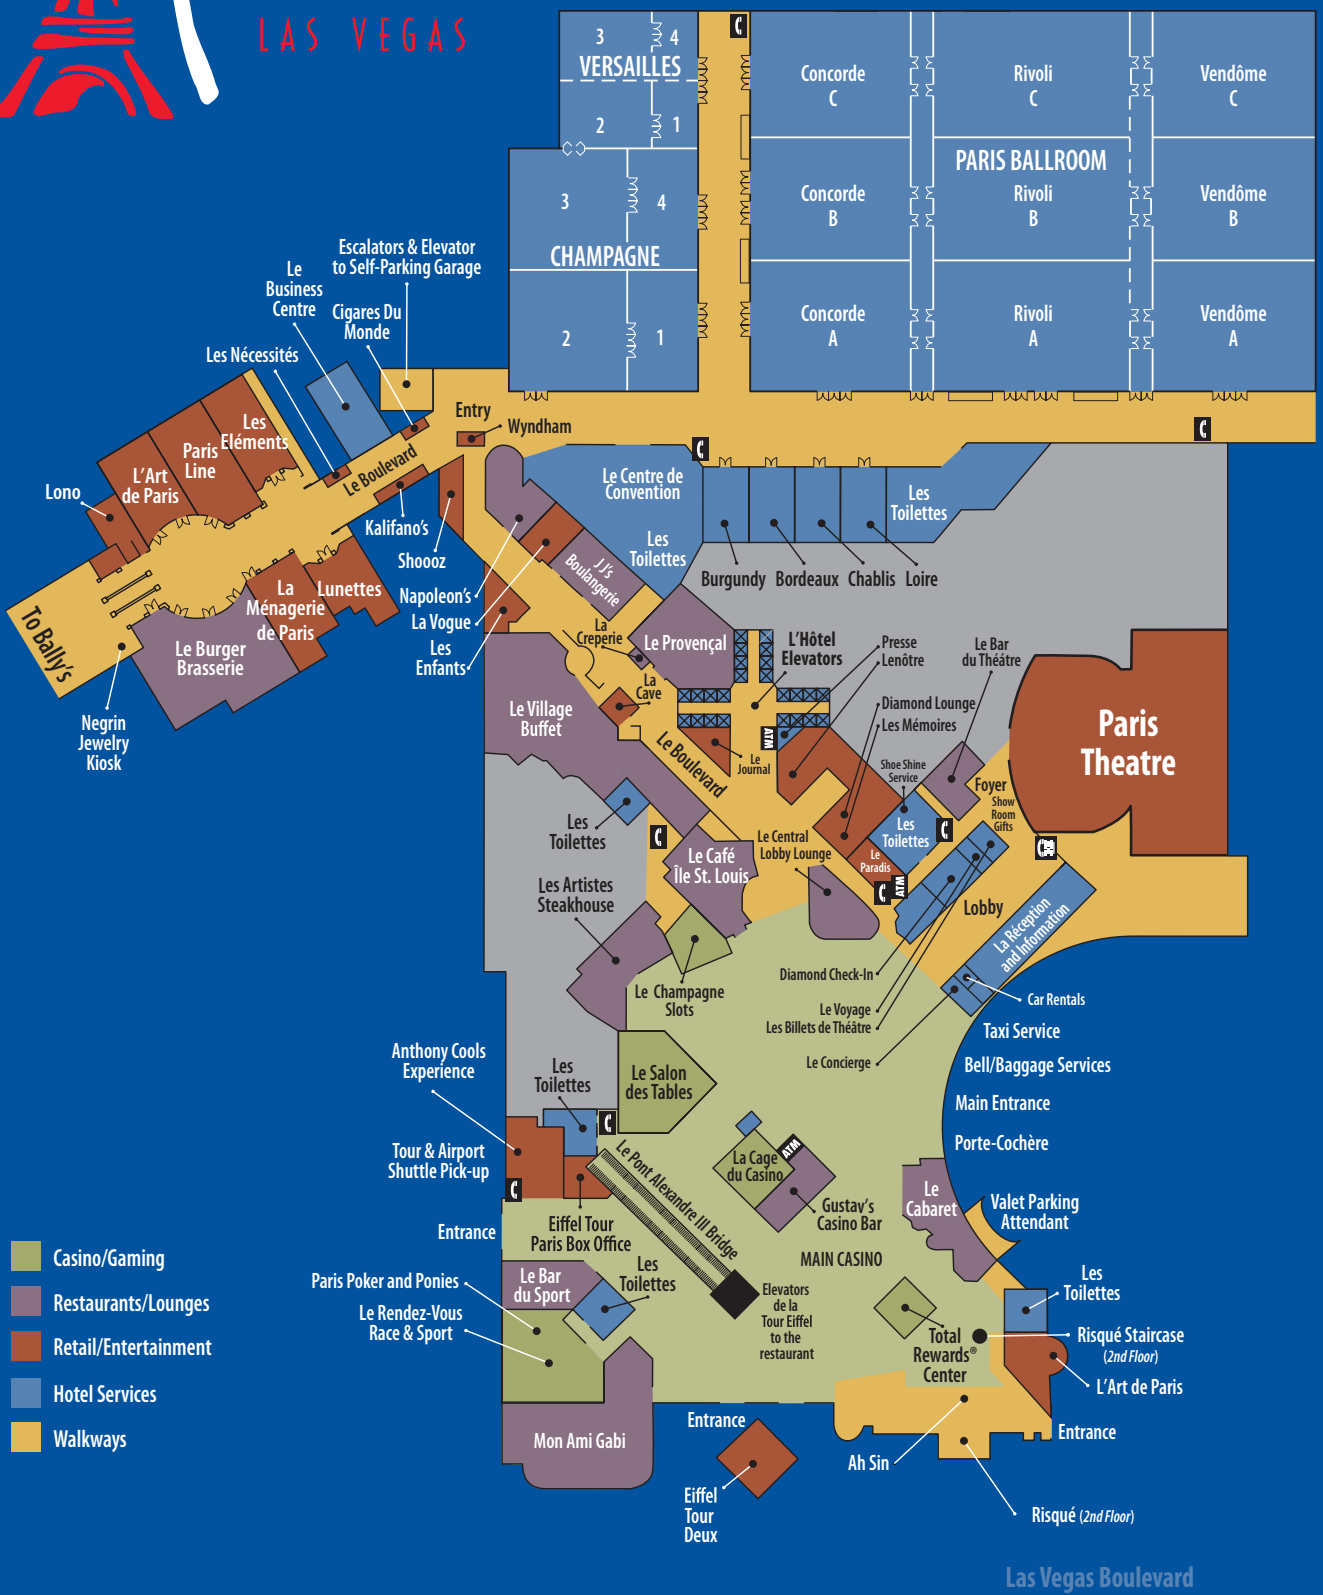 LAS VEGAS
3
4
VERSAILLES
2
1
3
4
CHAMPAGNE
2
1
Concorde
C
Rivoli
C
Vendôme
C
PARIS BALLROOM
Concorde
B
Rivoli
B
Vendôme
B
Concorde
A
Rivoli
A
Vendôme
A
Escalators & Elevator
to Self-Parking Garage
Le
Business
Centre
Cigares Du
Monde
Les Nécessités
Entry
Wyndham
Les
Eléments
Paris
Line
L'Art
de Paris
Lono
Le Boulevard
Kalifano's
Shoooz
Le Centre de
Convention
Les
Toilettes
Les
Toilettes
Burgundy
Bordeaux
Chablis
Loire
JJ's
Boulangerie
Napoleon's
La Vogue
Les
Enfants
La
Ménagerie
de Paris
Lunettes
Le Burger
Brasserie
To Bally's
Negrin
Jewelry
Kiosk
La
Creperie
Le Provençal
La
Cave
L'Hôtel
Elevators
Presse
Lenôtre
Le Bar
du Théâtre
Diamond Lounge
Les Mémoires
Le Village
Buffet
Le Boulevard
ATM
Le
Journal
Shoe Shine
Service
Foyer
Show
Room
Gifts
Paris
Theatre
Les
Toilettes
Le Central
Lobby Lounge
Les
Toilettes
Le
Paradis
ATM
Le Café
Île St. Louis
Les Artistes
Steakhouse
Lobby
La Réception
and Information
Diamond Check-In
Le Champagne
Slots
Le Voyage
Les Billets de Théâtre
Car Rentals
Le Concierge
Taxi Service
Bell/Baggage Services
Main Entrance
Porte-Cochère
Anthony Cools
Experience
Les
Toilettes
Le Salon
des Tables
Tour & Airport
Shuttle Pick-up
Le Pont Alexandre III Bridge
La Cage
du Casino
ATM
Gustav's
Casino Bar
Le
Cabaret
Valet Parking
Attendant
Entrance
Eiffel Tour
Paris Box Office
MAIN CASINO
Casino/Gaming
Restaurants/Lounges
Retail/Entertainment
Hotel Services
Walkways
Paris Poker and Ponies
Le Rendez-Vous
Race & Sport
Le Bar
du Sport
Les
Toilettes
Elevators
de la
Tour Eiffel
to the
restaurant
Total
Rewards®
Center
Les
Toilettes
Risqué Staircase
(2nd Floor)
L'Art de Paris
Mon Ami Gabi
Entrance
Entrance
Ah Sin
Eiffel
Tour
Deux
Risqué (2nd Floor)
Las Vegas Boulevard